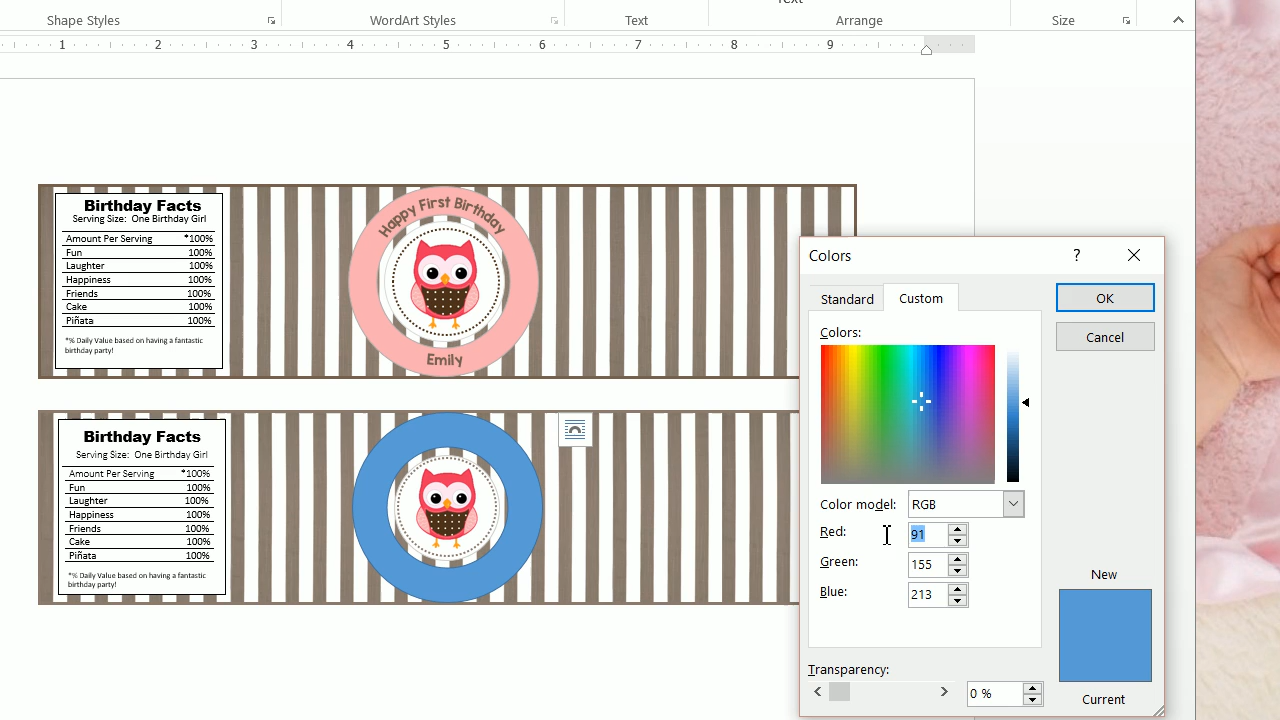 Text
Shape Styles
WordArt Styles
Text
Arrange
Size
1 2 3 4 5 6 7 8 9
Birthday Facts
Serving Size: One Birthday Girl
Amount Per Serving *100%
Fun 100%
Laughter 100%
Happiness 100%
Friends 100%
Cake 100%
Piñata 100%
*% Daily Value based on having a fantastic
birthday party!
Happy First Birthday
Emily
Birthday Facts
Serving Size: One Birthday Girl
Amount Per Serving *100%
Fun 100%
Laughter 100%
Happiness 100%
Friends 100%
Cake 100%
Piñata 100%
*% Daily Value based on having a fantastic
birthday party!
Colors
?
Standard
Custom
OK
Cancel
Colors:
Color model: RGB
Red: 91
Green: 155
Blue: 213
New
Current
Transparency:
0 %